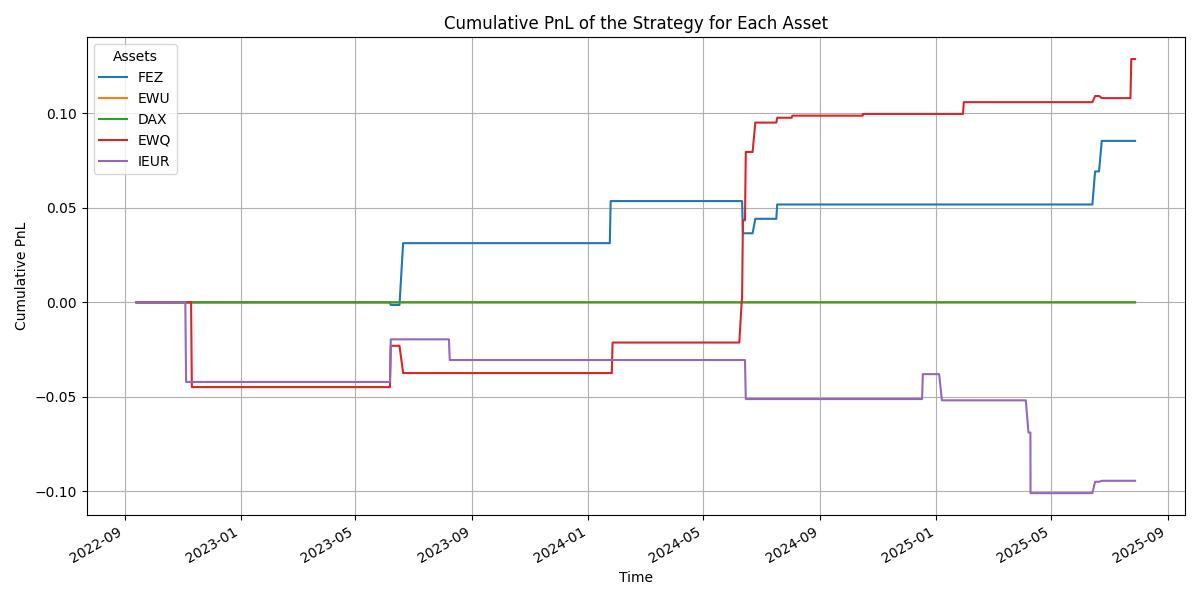 Cumulative PnL of the Strategy for Each Asset
Assets
FEZ
EWU
DAX
EWQ
IEUR
0.10
0.05
0.00
−0.05
−0.10
Cumulative PnL
2022-09
2023-01
2023-05
2023-09
2024-01
2024-05
2024-09
2025-01
2025-05
2025-09
Time